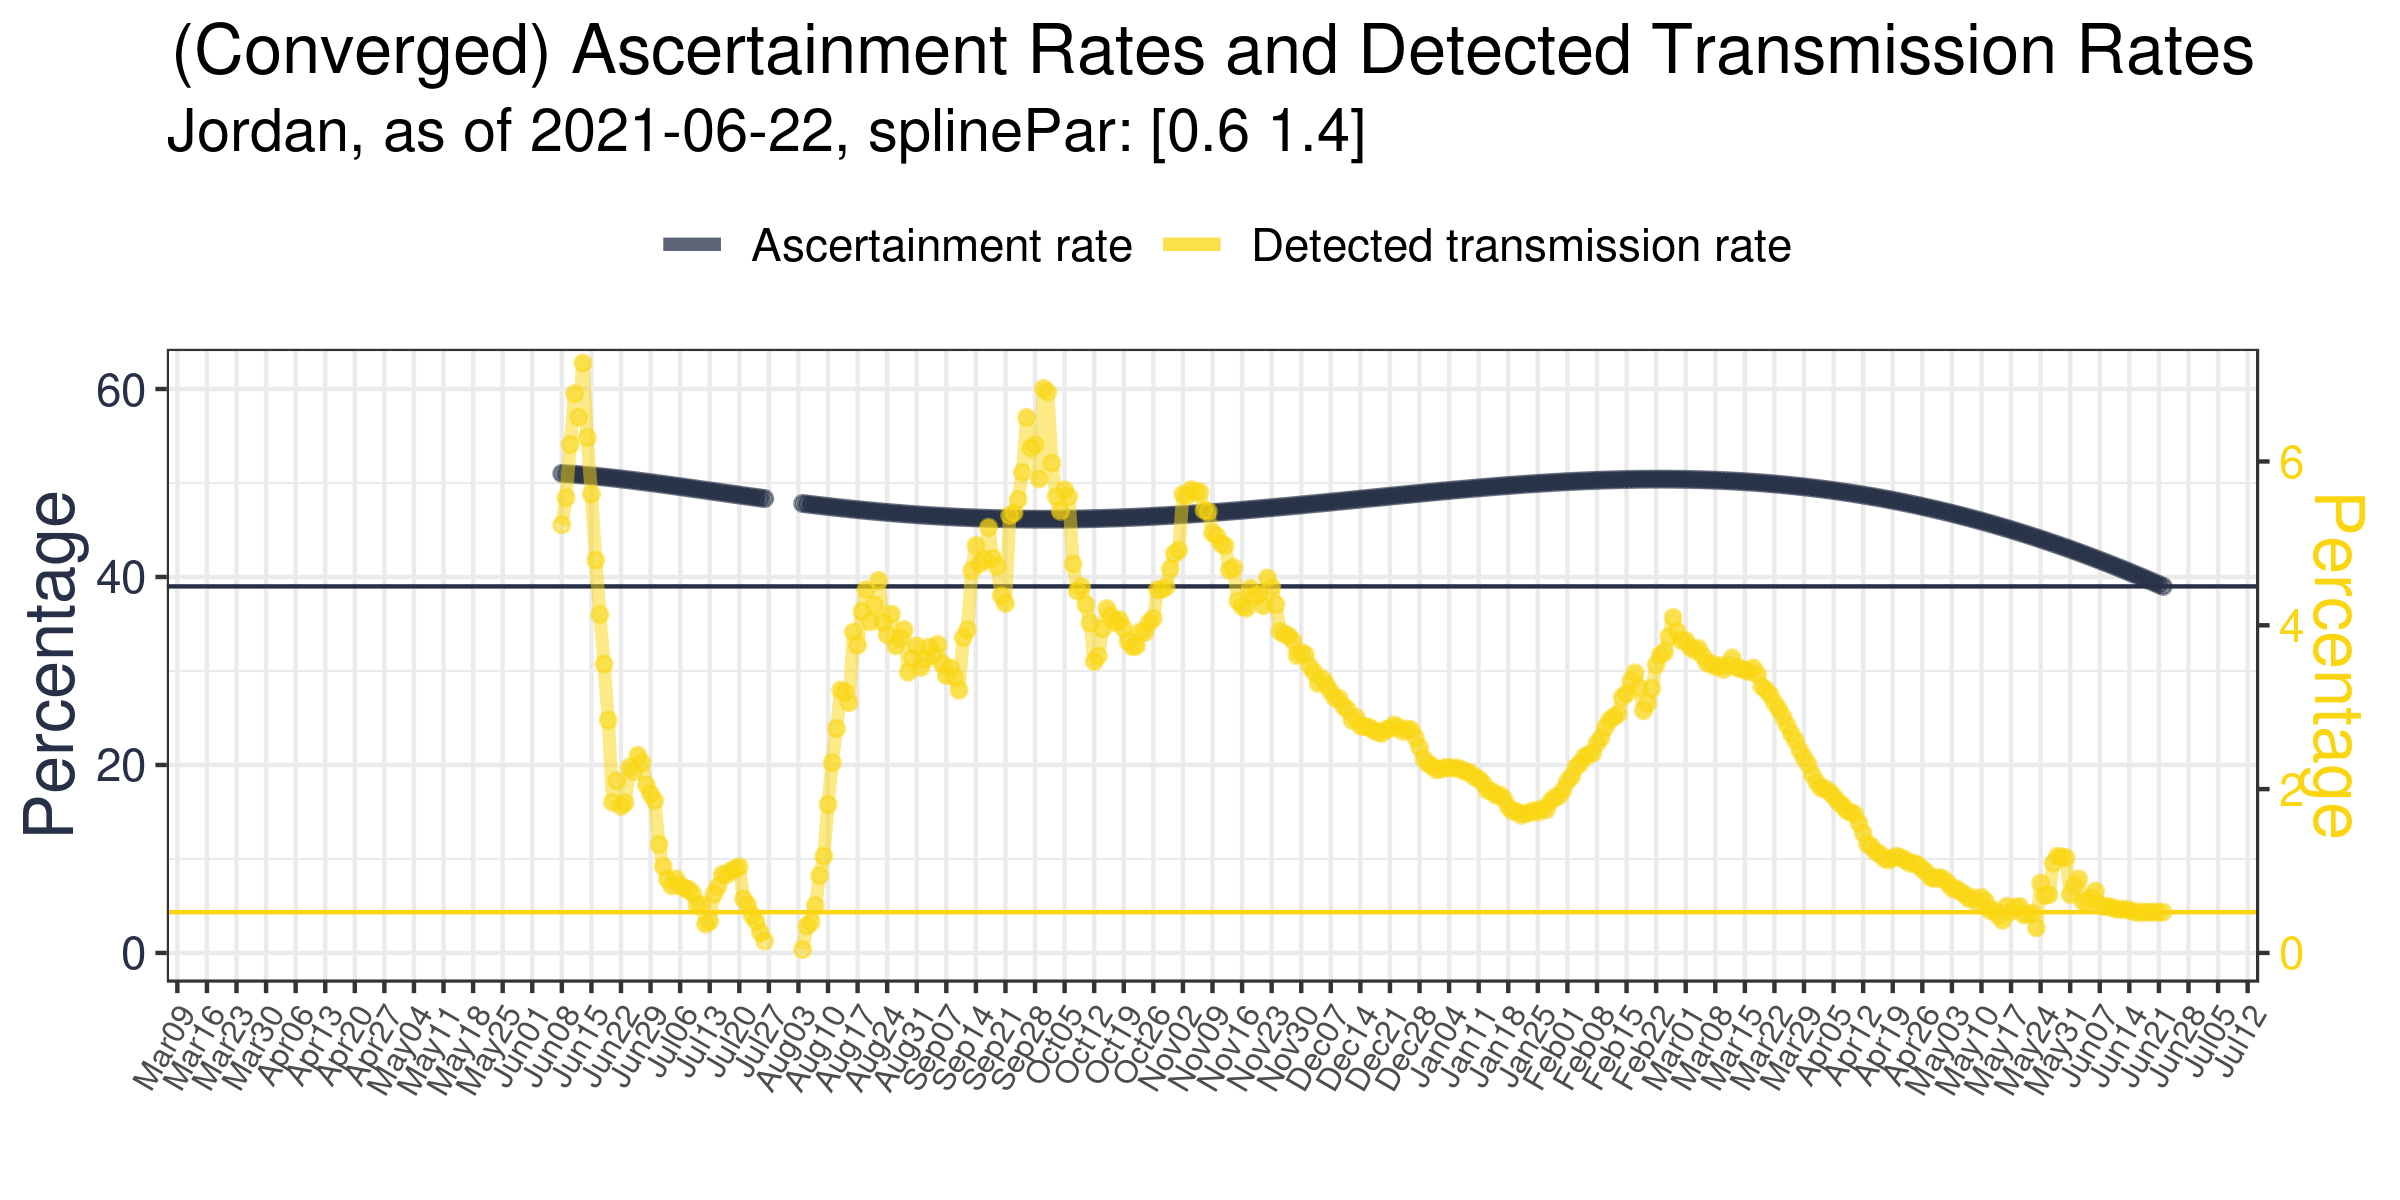 (Converged) Ascertainment Rates and Detected Transmission Rates
Jordan, as of 2021-06-22, splinePar: [0.6 1.4]
Ascertainment rate Detected transmission rate
Percentage
60
40
20
0
6
4
2
0
Percentage
Mar09 Mar16 Mar23 Mar30 Apr06 Apr13 Apr20 Apr27 May04 May11 May18 May25 Jun01 Jun08 Jun15 Jun22 Jun29 Jul06 Jul13 Jul20 Jul27 Aug03 Aug10 Aug17 Aug24 Aug31 Sep07 Sep14 Sep21 Sep28 Oct05 Oct12 Oct19 Oct26 Nov02 Nov09 Nov16 Nov23 Nov30 Dec07 Dec14 Dec21 Dec28 Jan04 Jan11 Jan18 Jan25 Feb01 Feb08 Feb15 Feb22 Mar01 Mar08 Mar15 Mar22 Mar29 Apr05 Apr12 Apr19 Apr26 May03 May10 May17 May24 May31 Jun07 Jun14 Jun21 Jun28 Jul05 Jul12